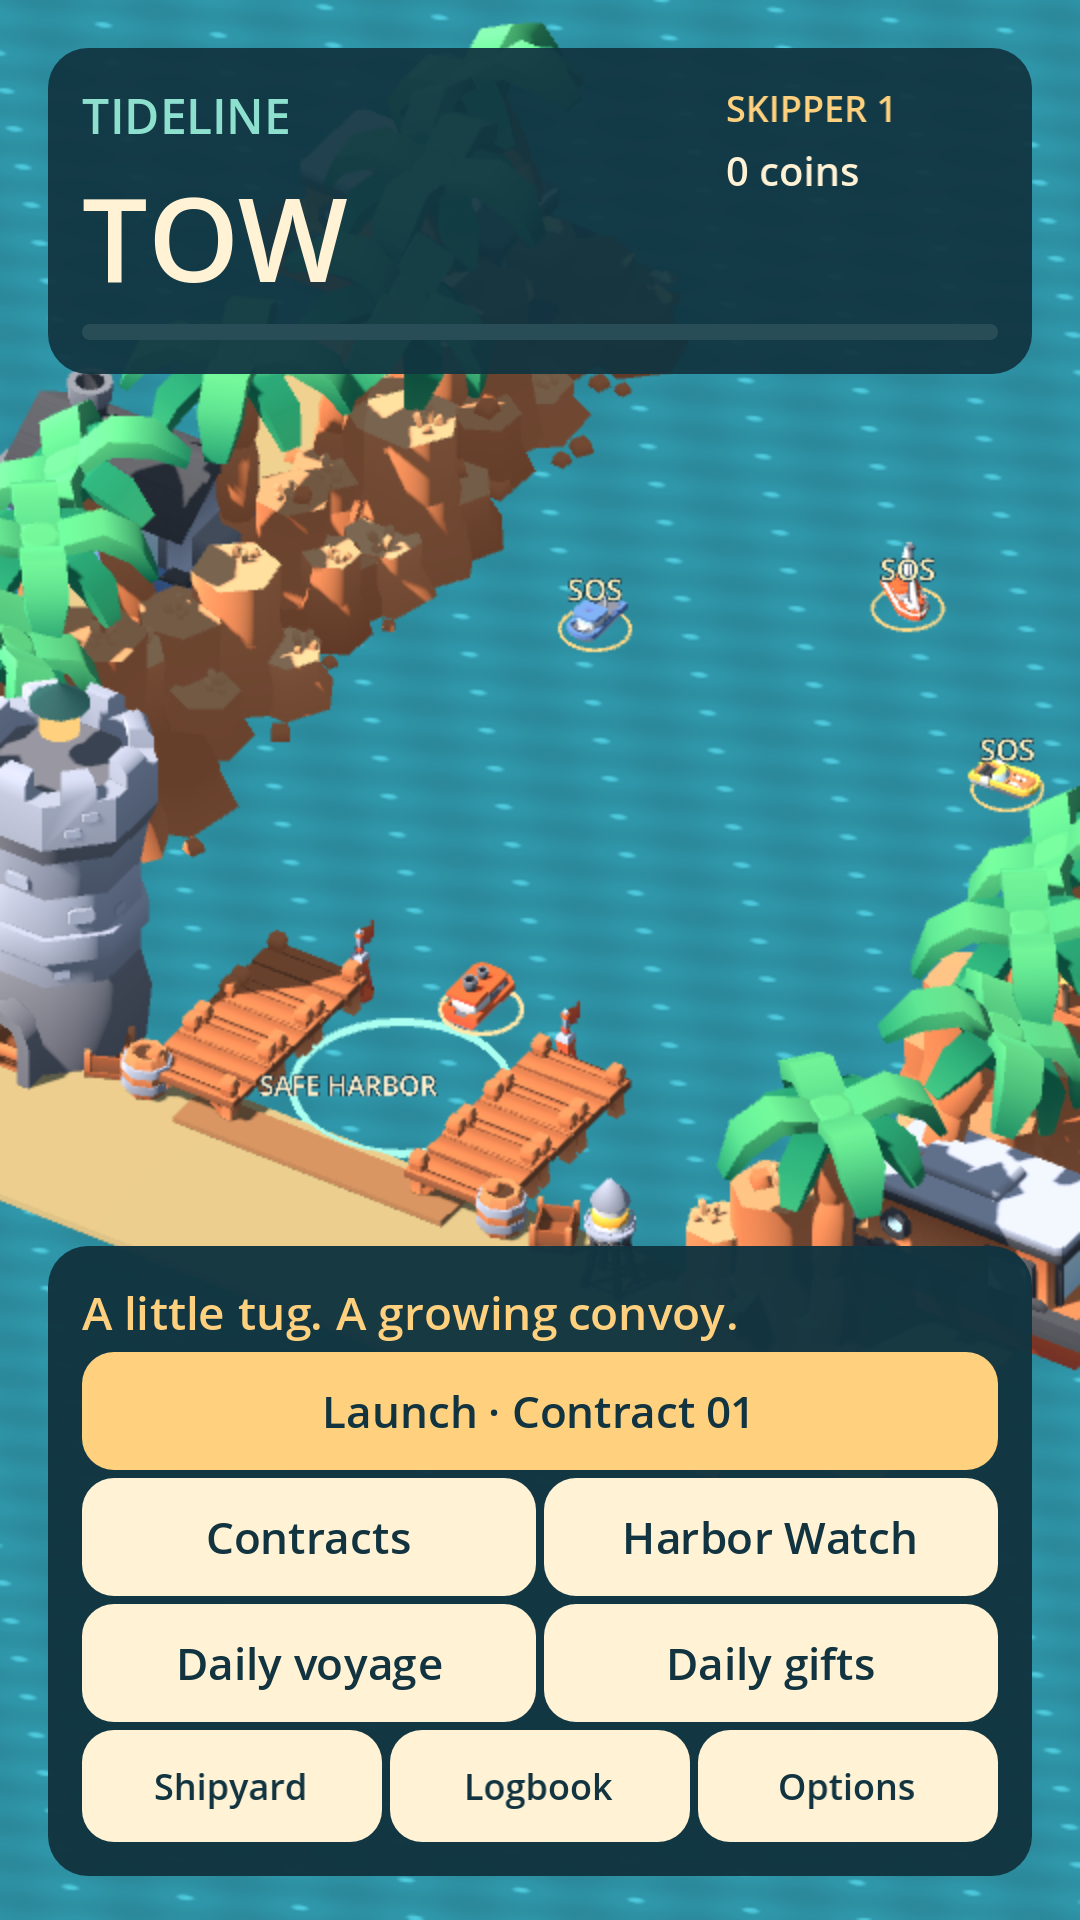 TIDELINE
SKIPPER 1
0 coins
TOW
SOS
SOS
SOS
SAFE HARBOR
A little tug. A growing convoy.
Launch · Contract 01
Contracts
Harbor Watch
Daily voyage
Daily gifts
Shipyard
Logbook
Options